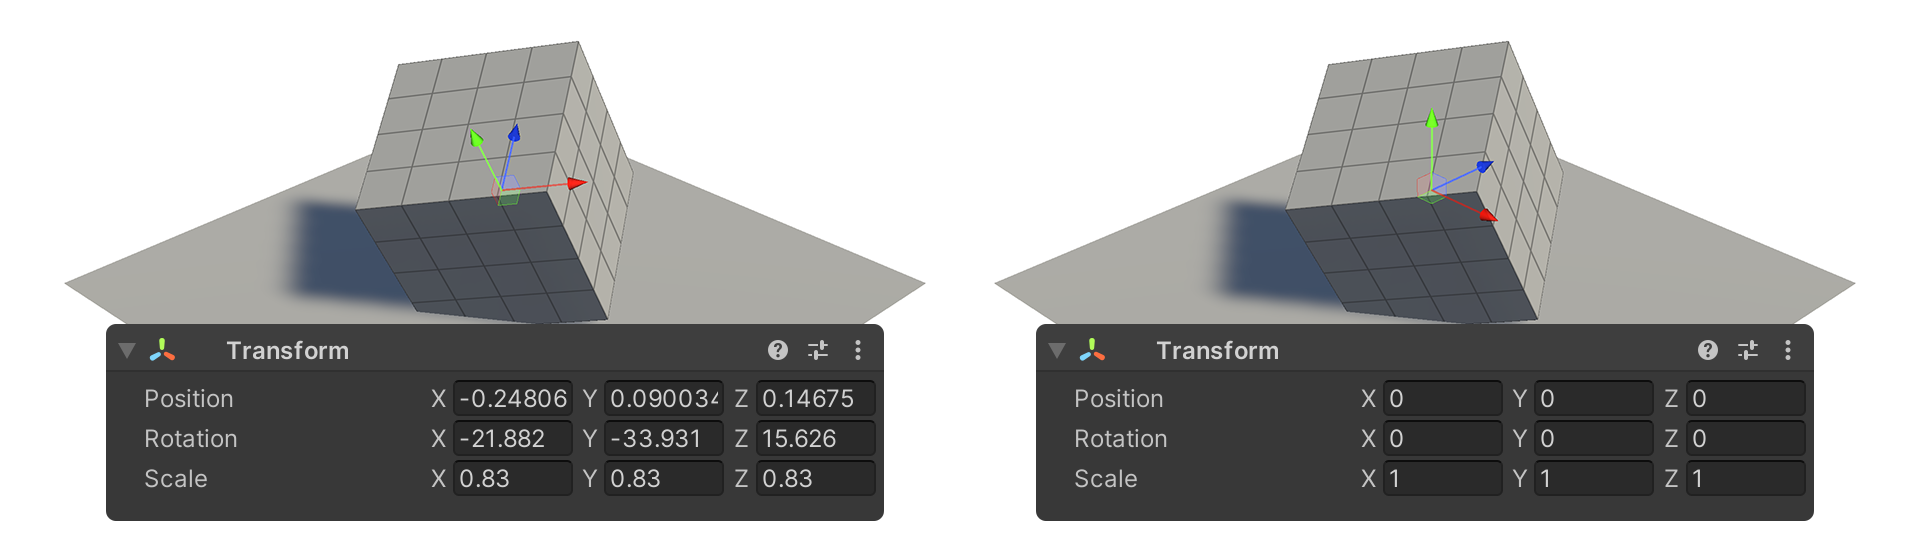 Transform
Position X -0.24806 Y 0.090034 Z 0.14675
Rotation X -21.882 Y -33.931 Z 15.626
Scale X 0.83 Y 0.83 Z 0.83
Transform
Position X 0 Y 0 Z 0
Rotation X 0 Y 0 Z 0
Scale X 1 Y 1 Z 1